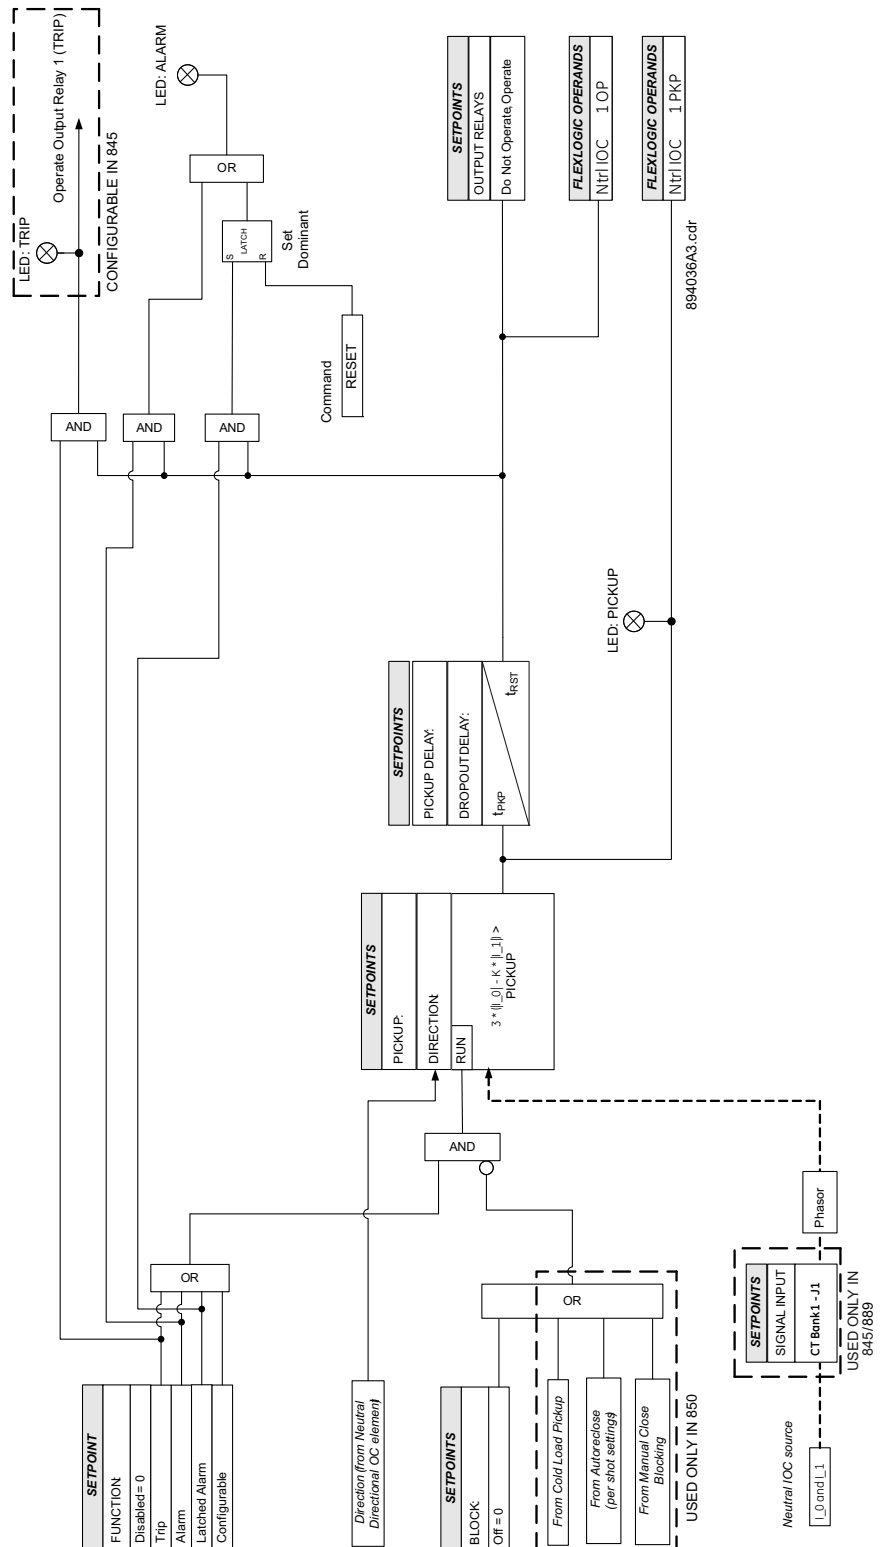 SETPOINT
FUNCTION:
Disabled = 0
Trip
Alarm
Latched Alarm
Configurable
OR
Direction (from Neutral
Directional OC element)
SETPOINTS
BLOCK:
Off = 0
From Cold Load Pickup
From Autoreclose
(per shot settings)
From Manual Close
Blocking
OR
USED ONLY IN 850
Neutral IOC source
I_0 and I_1
SETPOINTS
SIGNAL INPUT
CT Bank1 -J1
USED ONLY IN
845/889
Phasor
AND
SETPOINTS
PICKUP:
DIRECTION:
RUN
3 * (|I_0| - K * |I_1|) >
PICKUP
SETPOINTS
PICKUP DELAY:
DROPOUT DELAY:
tPKP
tRST
LED: PICKUP
AND
AND
AND
Command
RESET
S
LATCH
R
Set
Dominant
OR
LED: ALARM
LED: TRIP
Operate Output Relay 1 (TRIP)
CONFIGURABLE IN 845
SETPOINTS
OUTPUT RELAYS
Do Not Operate, Operate
FLEXLOGIC OPERANDS
Ntrl IOC 1 OP
FLEXLOGIC OPERANDS
Ntrl IOC 1 PKP
894036A3.cdr